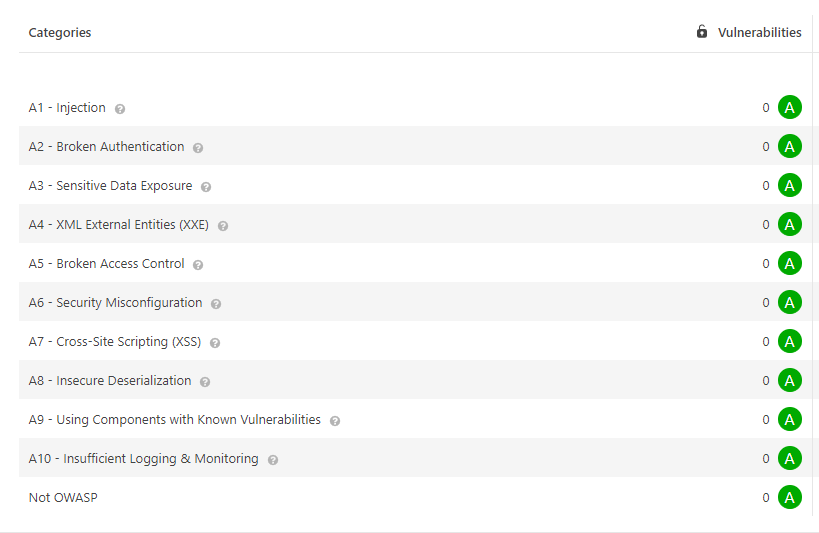 Categories Vulnerabilities
A1 - Injection ? 0 A
A2 - Broken Authentication ? 0 A
A3 - Sensitive Data Exposure ? 0 A
A4 - XML External Entities (XXE) ? 0 A
A5 - Broken Access Control ? 0 A
A6 - Security Misconfiguration ? 0 A
A7 - Cross-Site Scripting (XSS) ? 0 A
A8 - Insecure Deserialization ? 0 A
A9 - Using Components with Known Vulnerabilities ? 0 A
A10 - Insufficient Logging & Monitoring ? 0 A
Not OWASP 0 A